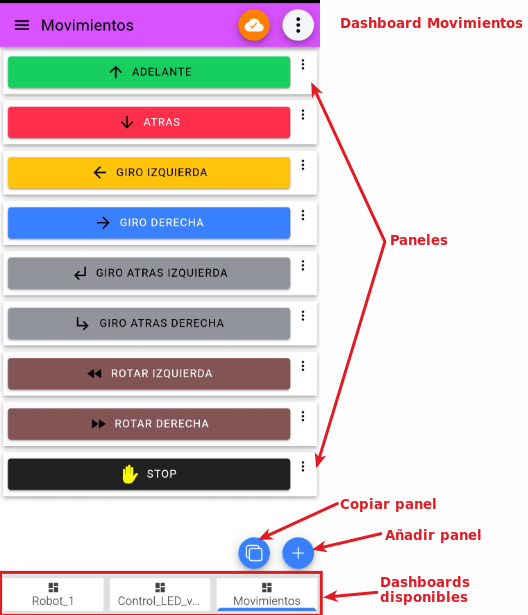 Movimientos
Dashboard Movimientos
ADELANTE
ATRAS
GIRO IZQUIERDA
GIRO DERECHA
Paneles
GIRO ATRAS IZQUIERDA
GIRO ATRAS DERECHA
ROTAR IZQUIERDA
ROTAR DERECHA
STOP
Copiar panel
Añadir panel
Robot_1
Control_LED_v...
Movimientos
Dashboards
disponibles